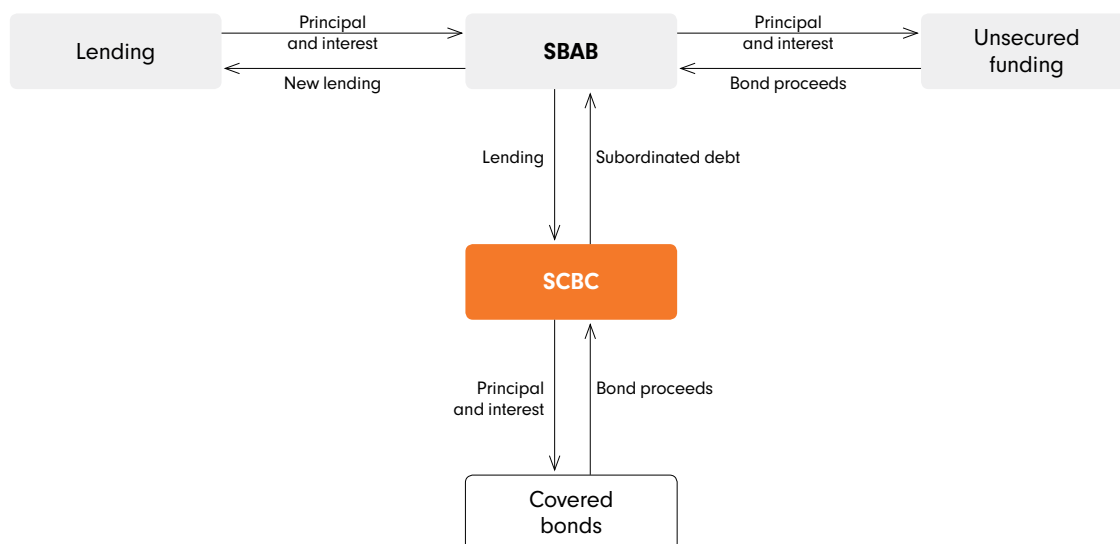 Lending
Principal
and interest
New lending
SBAB
Principal
and interest
Bond proceeds
Unsecured
funding
Lending
Subordinated debt
SCBC
Principal
and interest
Bond proceeds
Covered
bonds